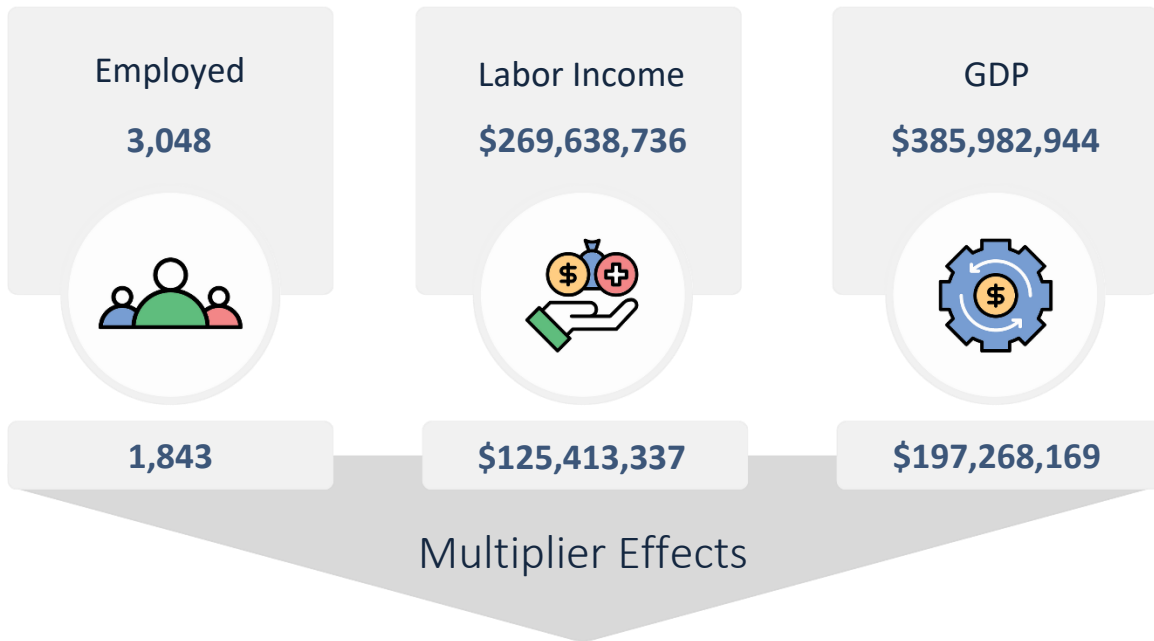 Employed
3,048
Labor Income
$269,638,736
GDP
$385,982,944
$
$
1,843
$125,413,337
$197,268,169
Multiplier Effects